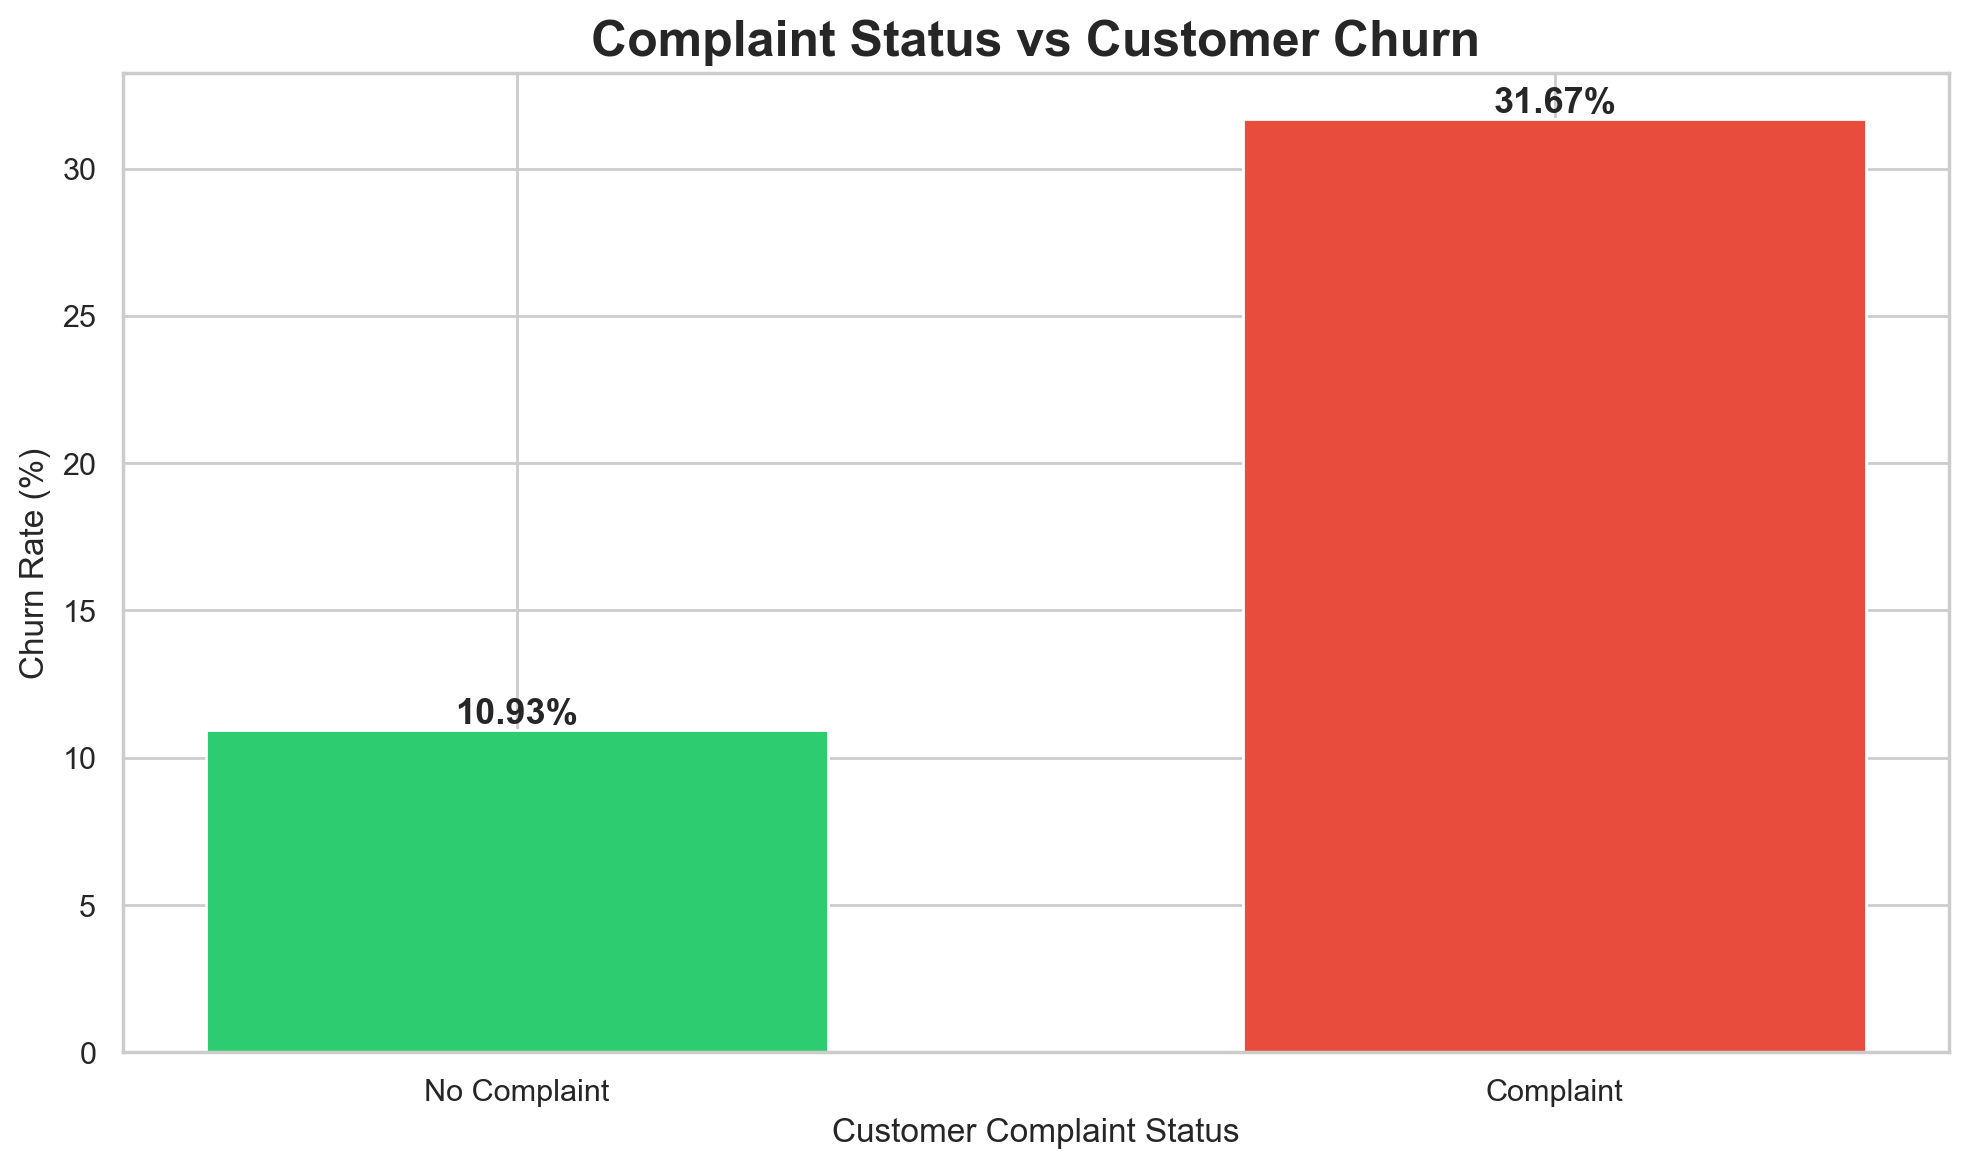 Complaint Status vs Customer Churn
31.67%
30
25
20
15
10.93%
10
5
0
Churn Rate (%)
No Complaint
Complaint
Customer Complaint Status